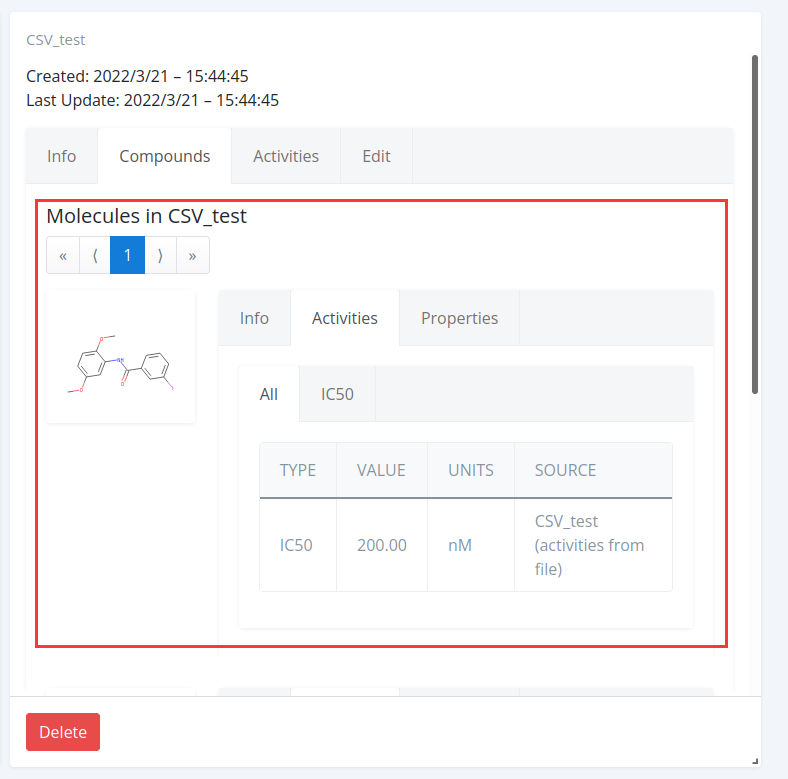 CSV_test
Created: 2022/3/21 – 15:44:45
Last Update: 2022/3/21 – 15:44:45
Info Compounds Activities Edit
Molecules in CSV_test
« ⟨ 1 ⟩ »
Info Activities Properties
O
NH
O
O
I
All IC50
TYPE VALUE UNITS SOURCE
IC50 200.00 nM CSV_test
(activities from
file)
Delete